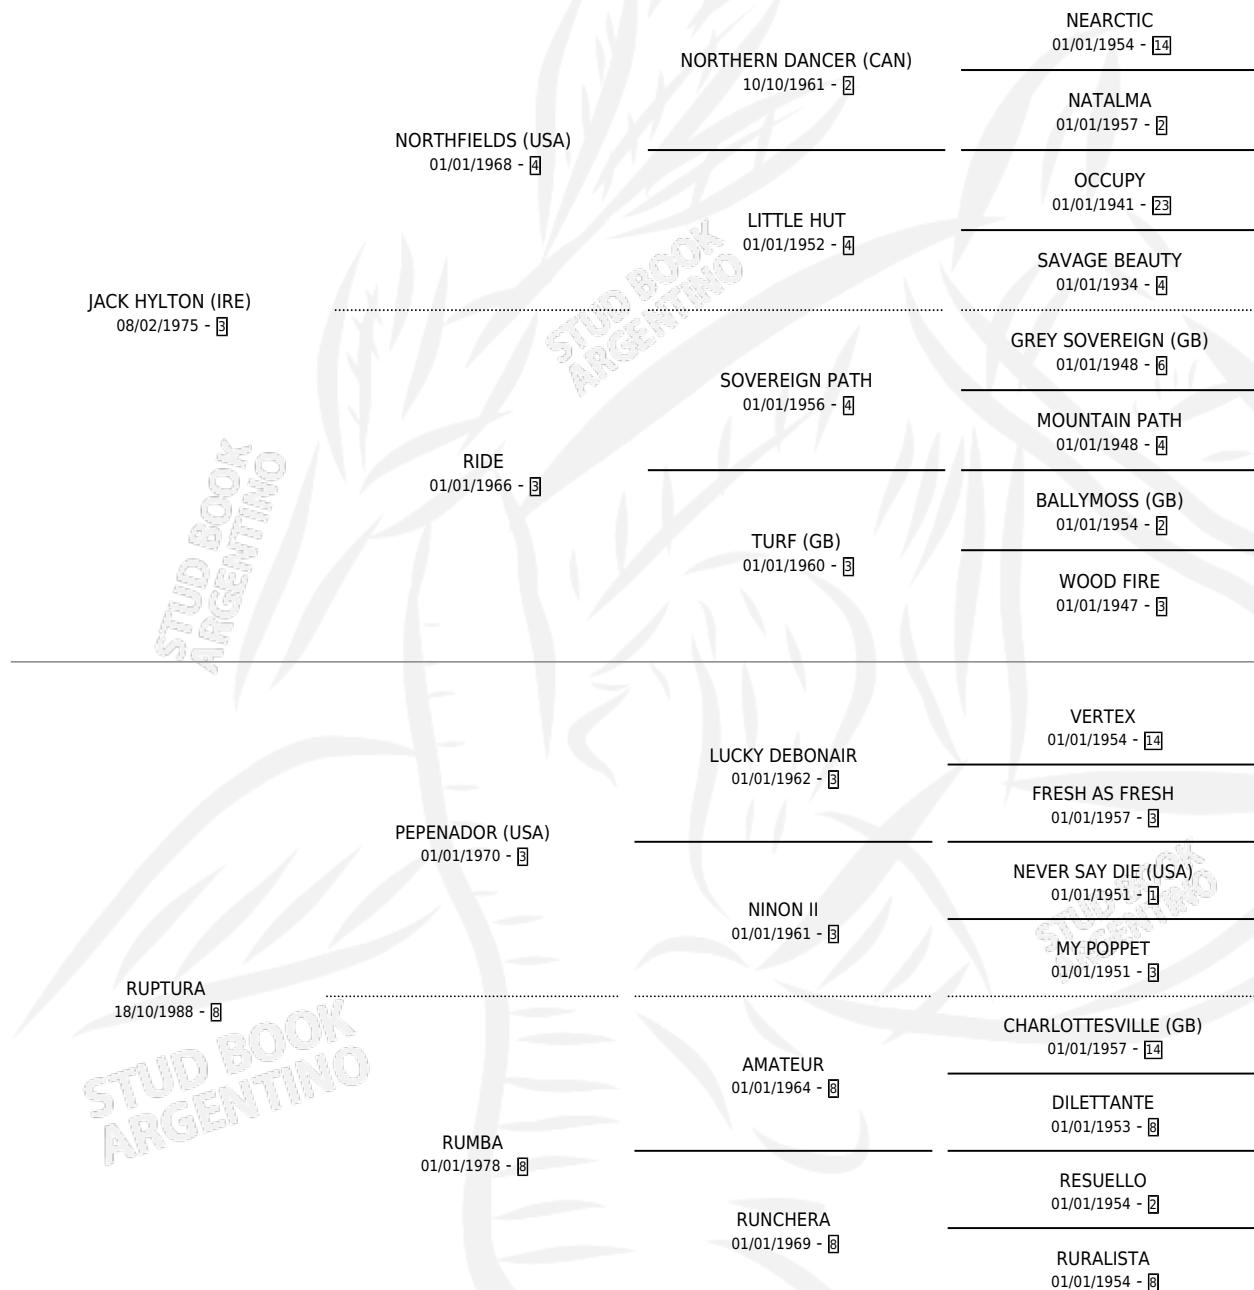 NEARCTIC
01/01/1954 - 14
NORTHERN DANCER (CAN)
10/10/1961 - 2
NATALMA
01/01/1957 - 2
NORTHFIELDS (USA)
01/01/1968 - 4
OCCUPY
01/01/1941 - 23
LITTLE HUT
01/01/1952 - 4
SAVAGE BEAUTY
01/01/1934 - 4
JACK HYLTON (IRE)
08/02/1975 - 3
GREY SOVEREIGN (GB)
01/01/1948 - 6
SOVEREIGN PATH
01/01/1956 - 4
MOUNTAIN PATH
01/01/1948 - 4
RIDE
01/01/1966 - 3
BALLYMOSS (GB)
01/01/1954 - 2
TURF (GB)
01/01/1960 - 3
WOOD FIRE
01/01/1947 - 3
VERTEX
01/01/1954 - 14
LUCKY DEBONAIR
01/01/1962 - 3
FRESH AS FRESH
01/01/1957 - 3
PEPENADOR (USA)
01/01/1970 - 3
NEVER SAY DIE (USA)
01/01/1951 - 1
NINON II
01/01/1961 - 3
MY POPPET
01/01/1951 - 3
RUPTURA
18/10/1988 - 8
CHARLOTTESVILLE (GB)
01/01/1957 - 14
AMATEUR
01/01/1964 - 8
DILETTANTE
01/01/1953 - 8
RUMBA
01/01/1978 - 8
RESUELLO
01/01/1954 - 2
RUNCHERA
01/01/1969 - 8
RURALISTA
01/01/1954 - 8
STUD BOOK
ARGENTINO
STUD BOOK
ARGENTINO
STUD BOOK
ARGENTINO
STUD BOOK
ARGENTINO